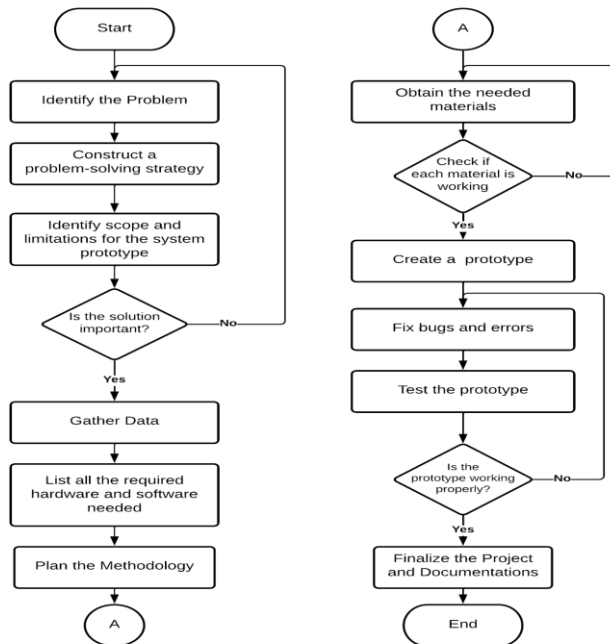 Start
Identify the Problem
Construct a
problem-solving strategy
Identify scope and
limitations for the system
prototype
Is the solution
important?
No
Yes
Gather Data
List all the required
hardware and software
needed
Plan the Methodology
A
A
Obtain the needed
materials
Check if
each material is
working
No
Yes
Create a prototype
Fix bugs and errors
Test the prototype
Is the
prototype working
properly?
No
Yes
Finalize the Project
and Documentations
End